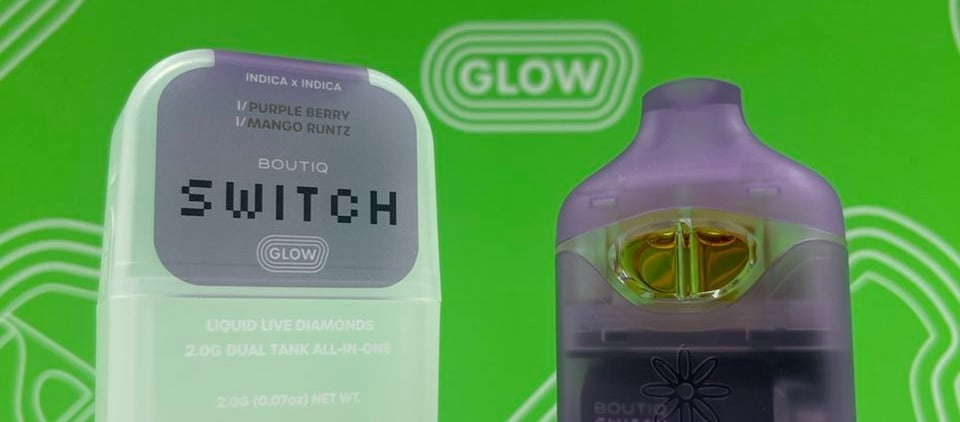 INDICA x INDICA
1/PURPLE BERRY
1/MANGO RUNTZ
BOUTIQ
SWITCH
GLOW
LIQUID LIVE DIAMONDS
2.0G DUAL TANK ALL-IN-ONE
2.0G (0.07oz) NET WT.
GLOW
BOUTIQ
SWITCH